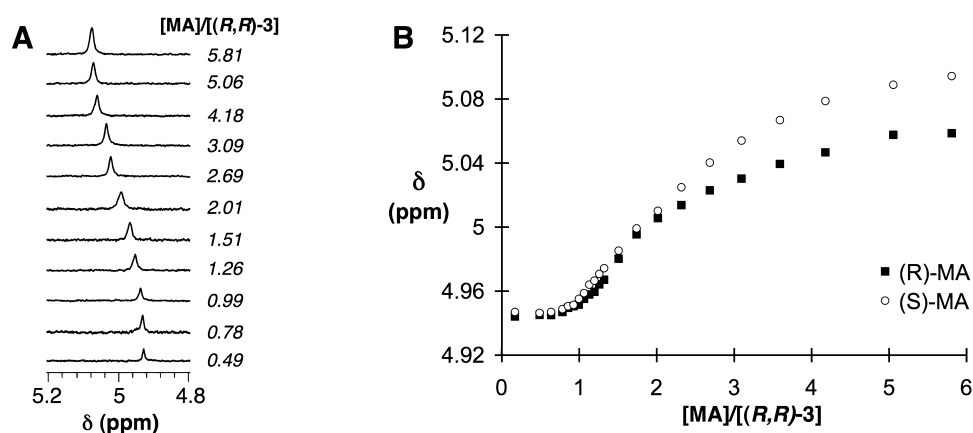 A
[MA]/[(R,R)-3]
5.81
5.06
4.18
3.09
2.69
2.01
1.51
1.26
0.99
0.78
0.49
5.2 5 4.8
δ (ppm)
B
5.12
5.08
5.04
5
4.96
4.92
δ
(ppm)
(R)-MA
(S)-MA
0 1 2 3 4 5 6
[MA]/[(R,R)-3]